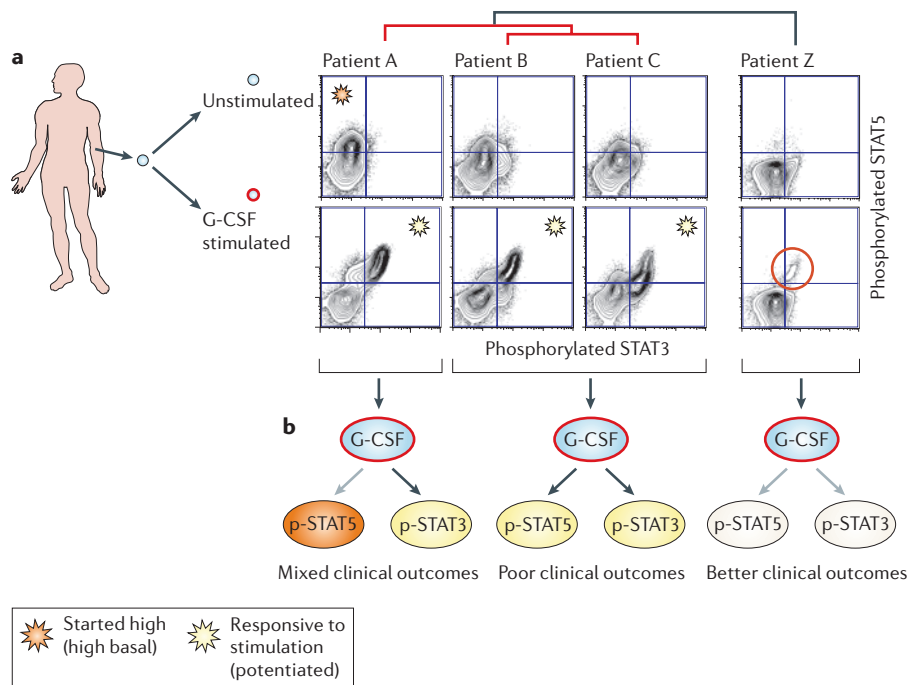 a
Patient A
Patient B
Patient C
Patient Z
Unstimulated
G-CSF
stimulated
Phosphorylated STAT5
Phosphorylated STAT3
b
G-CSF
G-CSF
G-CSF
p-STAT5
p-STAT3
p-STAT5
p-STAT3
p-STAT5
p-STAT3
Mixed clinical outcomes
Poor clinical outcomes
Better clinical outcomes
Started high
(high basal)
Responsive to
stimulation
(potentiated)